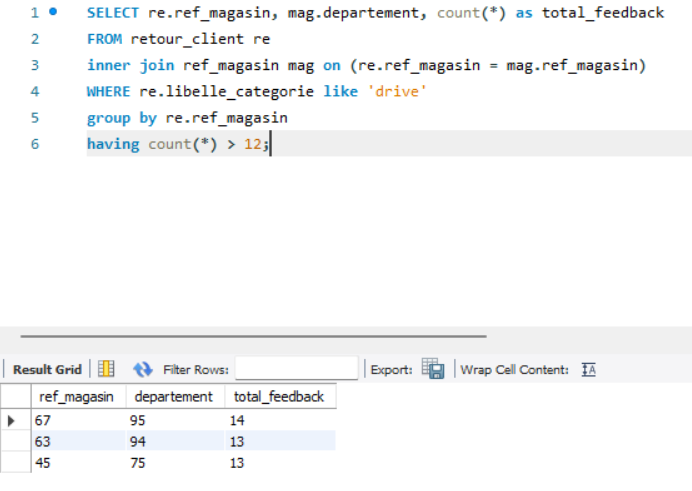 1 SELECT re.ref_magasin, mag.departement, count(*) as total_feedback
2 FROM retour_client re
3 inner join ref_magasin mag on (re.ref_magasin = mag.ref_magasin)
4 WHERE re.libelle_categorie like 'drive'
5 group by re.ref_magasin
6 having count(*) > 12;
Result Grid Filter Rows: Export: Wrap Cell Content:
ref_magasin departement total_feedback
67 95 14
63 94 13
45 75 13